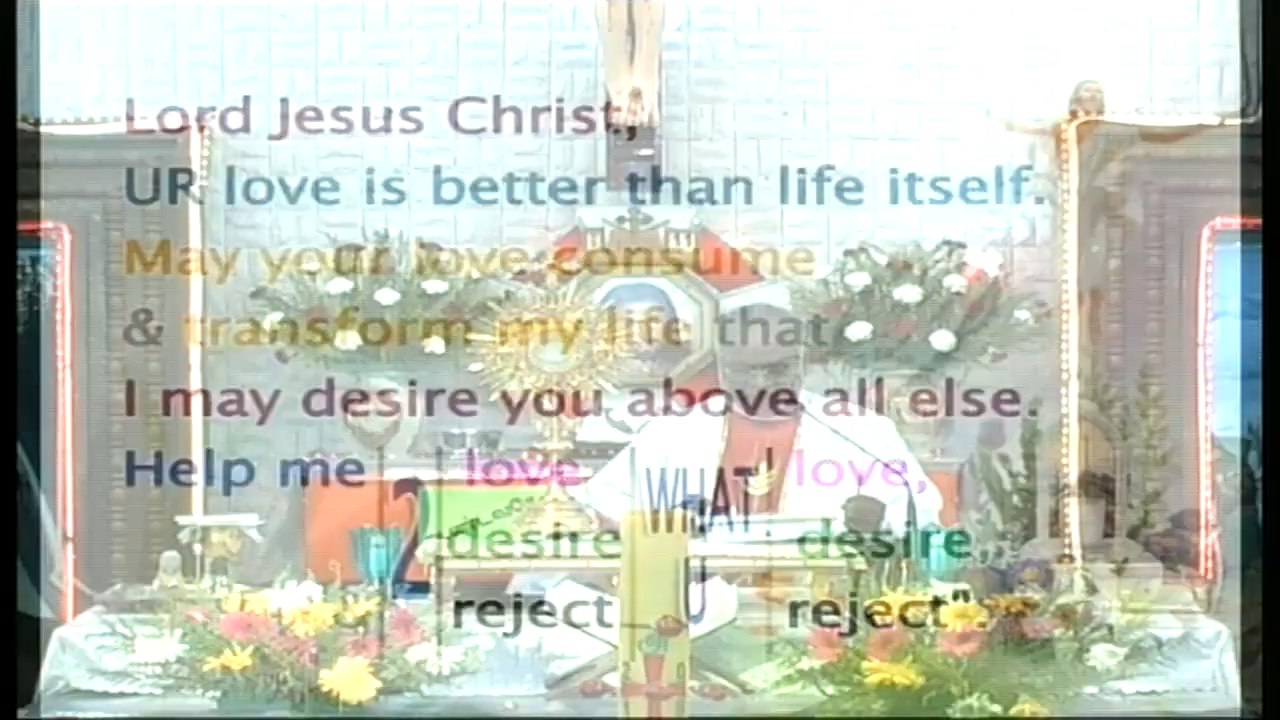 Lord Jesus Christ,
UR love is better than life itself.
May your love consume
& transform my life that
I may desire you above all else.
Help me love WHAT love,
2 desire U desire
reject reject".